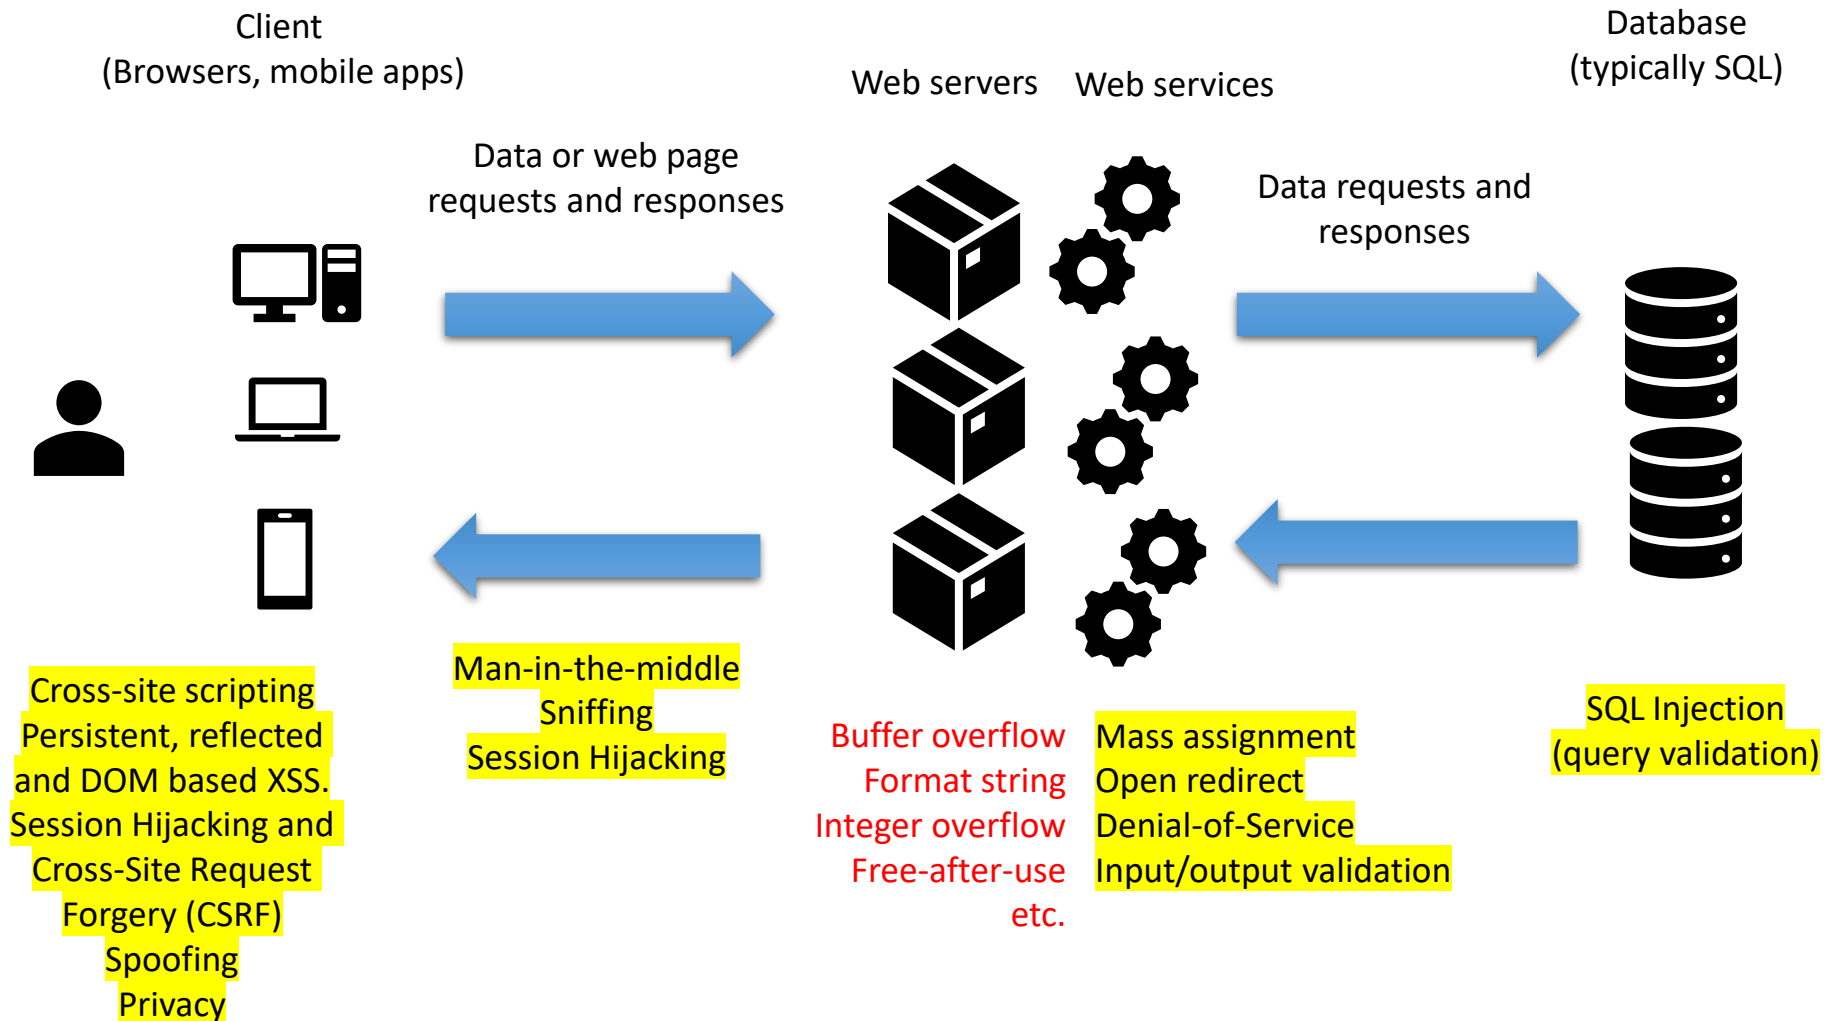 Client
(Browsers, mobile apps)
Web servers
Web services
Database
(typically SQL)
Data or web page
requests and responses
Data requests and
responses
Cross-site scripting
Persistent, reflected
and DOM based XSS.
Session Hijacking and
Cross-Site Request
Forgery (CSRF)
Spoofing
Privacy
Man-in-the-middle
Sniffing
Session Hijacking
Buffer overflow
Format string
Integer overflow
Free-after-use
etc.
Mass assignment
Open redirect
Denial-of-Service
Input/output validation
SQL Injection
(query validation)